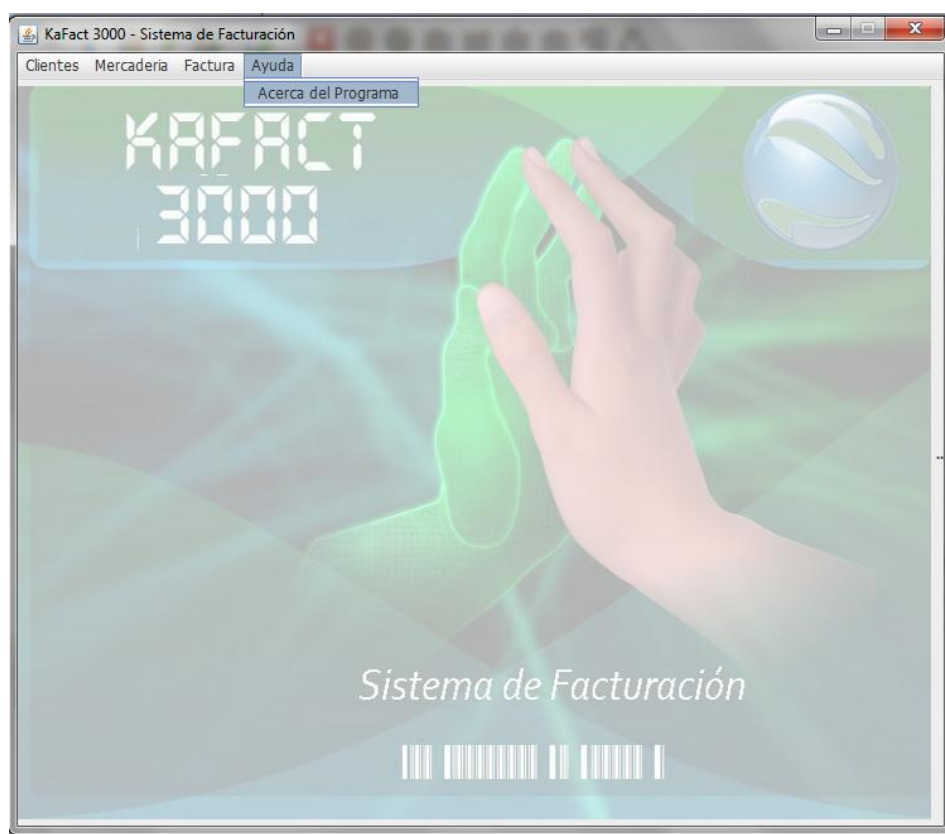 KaFact 3000 - Sistema de Facturación
Clientes Mercaderia Factura Ayuda
Acerca del Programa
KAFACT
3000
Sistema de Facturación